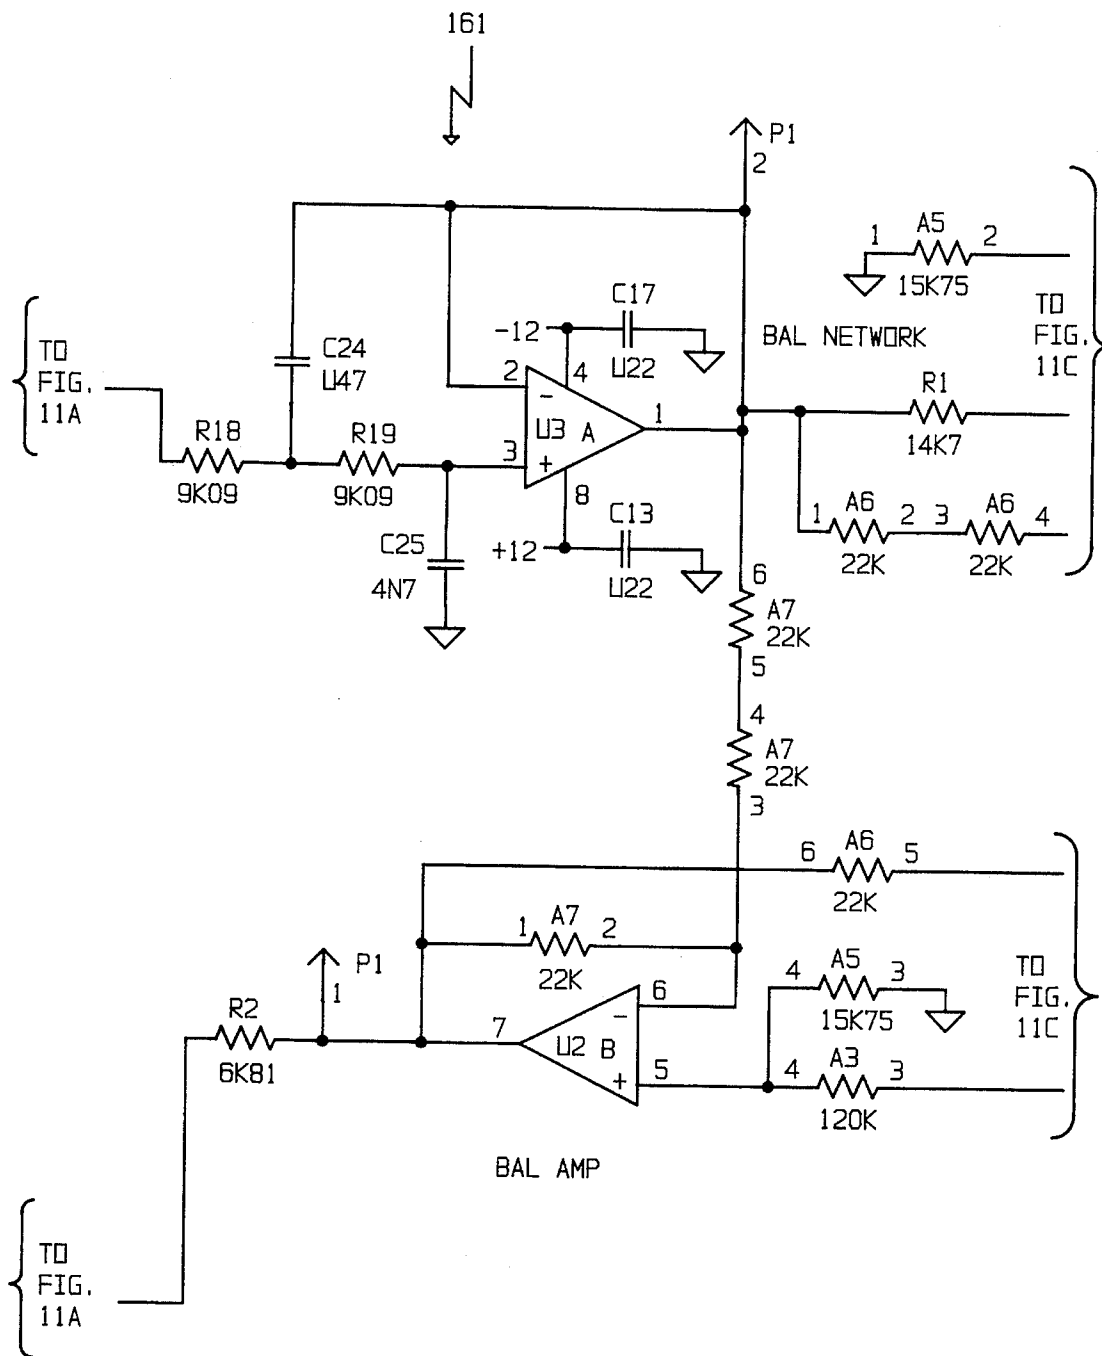 161
P1
2
1 A5 2
15K75
C17
-12
U22
BAL NETWORK
TO
FIG.
11C
TO
FIG.
11A
C24
U47
2
4
-
U3 A
1
R1
14K7
R18
9K09
R19
9K09
3
+
8
C13
+12
U22
C25
4N7
1 A6 2 3 A6 4
22K 22K
6
A7
22K
5
4
A7
22K
3
6 A6 5
22K
1 A7 2
22K
P1
1
R2
6K81
7
6
-
U2 B
5
+
4 A5 3
15K75
4 A3 3
120K
TO
FIG.
11C
BAL AMP
TO
FIG.
11A